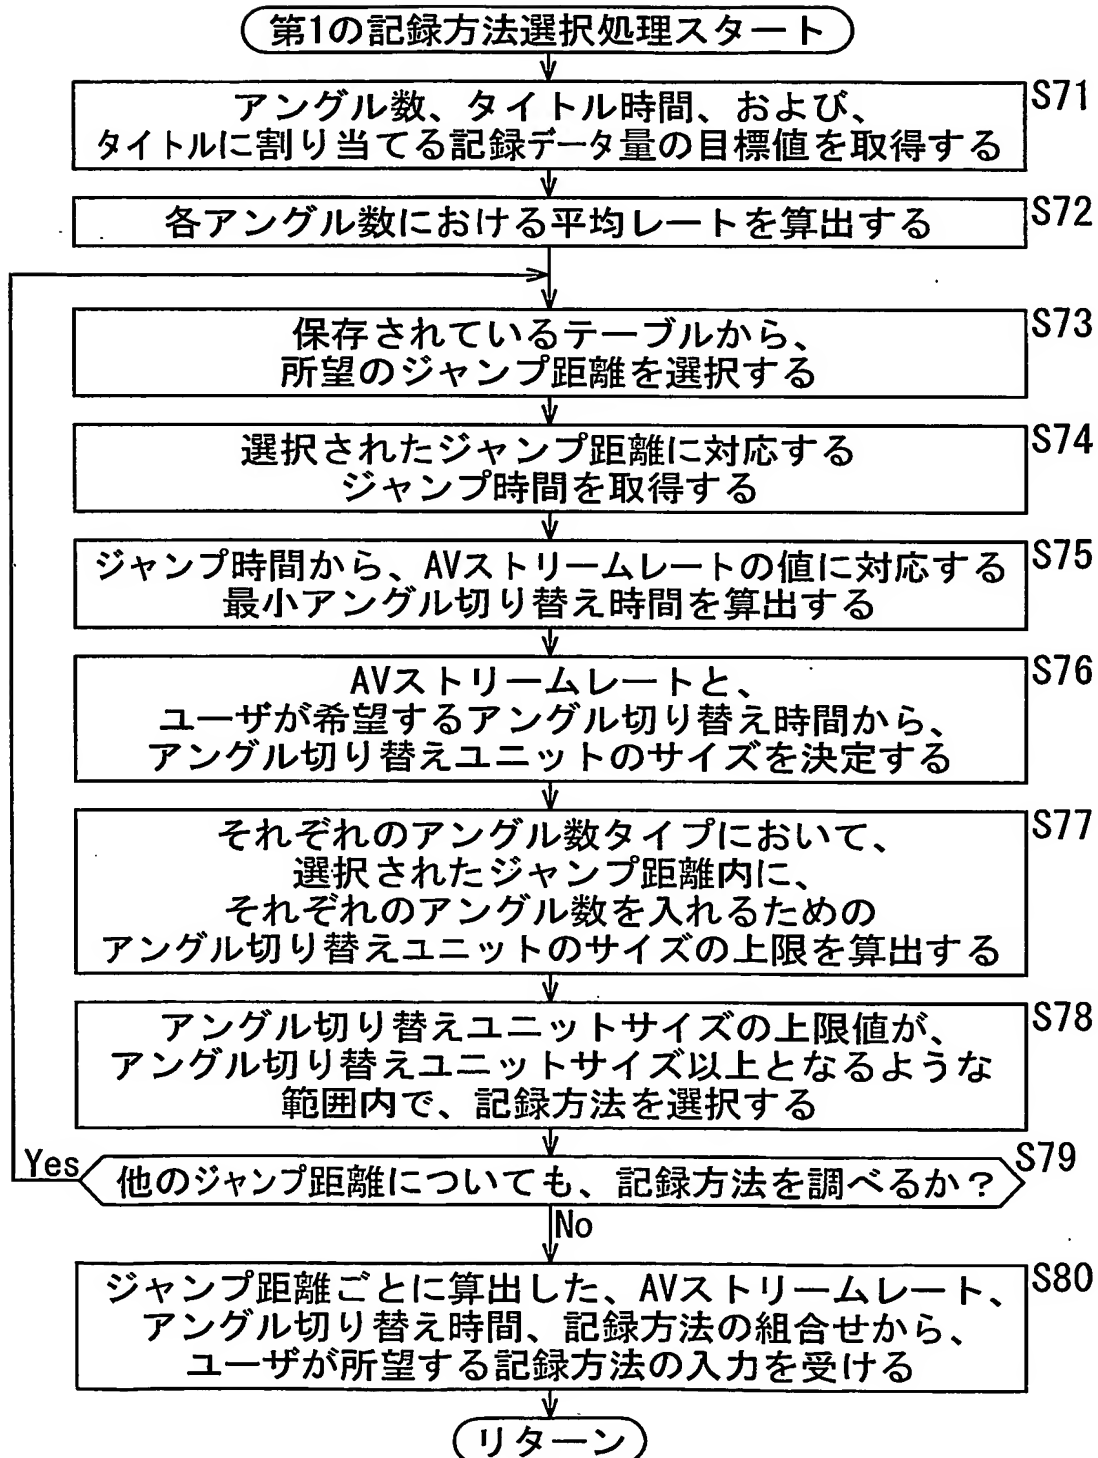 第1の記録方法選択処理スタート
アングル数、タイトル時間、および、
タイトルに割り当てる記録データ量の目標値を取得する
S71
各アングル数における平均レートを算出する
S72
保存されているテーブルから、
所望のジャンプ距離を選択する
S73
選択されたジャンプ距離に対応する
ジャンプ時間を取得する
S74
ジャンプ時間から、AVストリームレートの値に対応する
最小アングル切り替え時間を算出する
S75
AVストリームレートと、
ユーザが希望するアングル切り替え時間から、
アングル切り替えユニットのサイズを決定する
S76
それぞれのアングル数タイプにおいて、
選択されたジャンプ距離内に、
それぞれのアングル数を入れるための
アングル切り替えユニットのサイズの上限を算出する
S77
アングル切り替えユニットサイズの上限値が、
アングル切り替えユニットサイズ以上となるような
範囲内で、記録方法を選択する
S78
Yes
他のジャンプ距離についても、記録方法を調べるか？
S79
No
ジャンプ距離ごとに算出した、AVストリームレート、
アングル切り替え時間、記録方法の組合せから、
ユーザが所望する記録方法の入力を受ける
S80
リターン